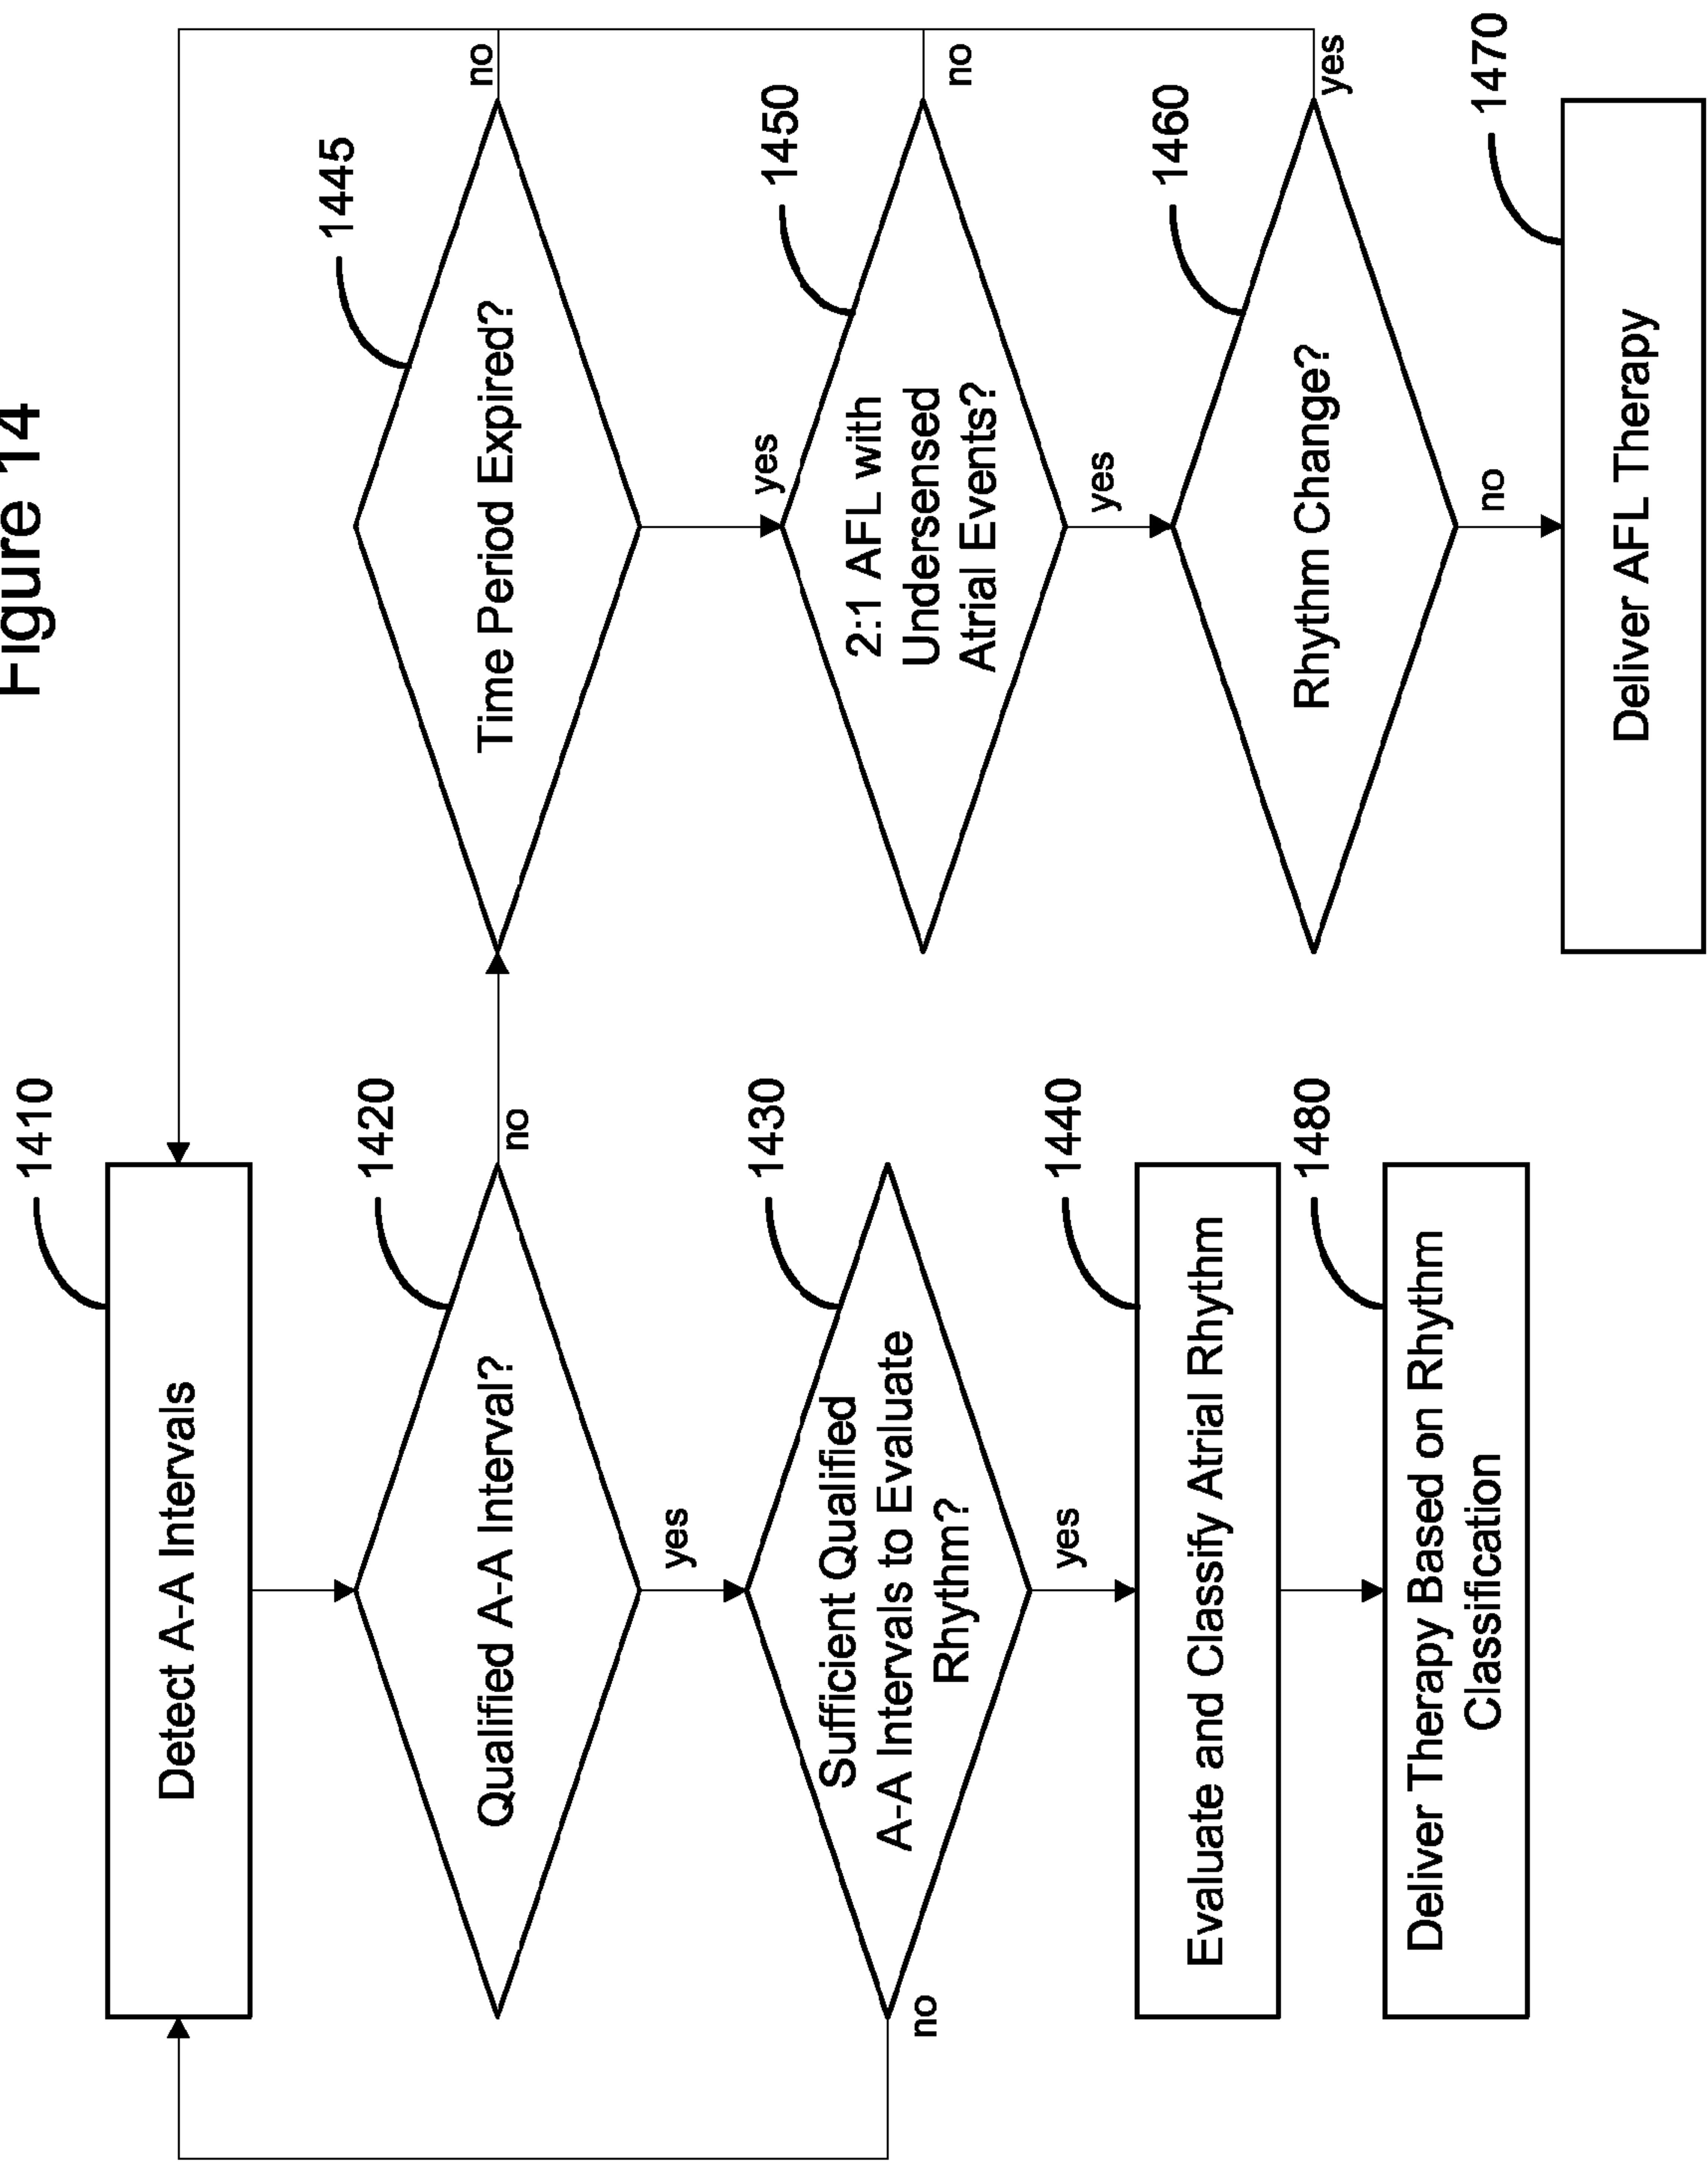 Figure 14
1410
Detect A-A Intervals
1420
Qualified A-A Interval?
no
yes
1430
Sufficient Qualified
A-A Intervals to Evaluate
Rhythm?
no
yes
1440
Evaluate and Classify Atrial Rhythm
1480
Deliver Therapy Based on Rhythm
Classification
1445
Time Period Expired?
no
yes
1450
2:1 AFL with
Undersensed
Atrial Events?
no
yes
1460
Rhythm Change?
yes
no
1470
Deliver AFL Therapy